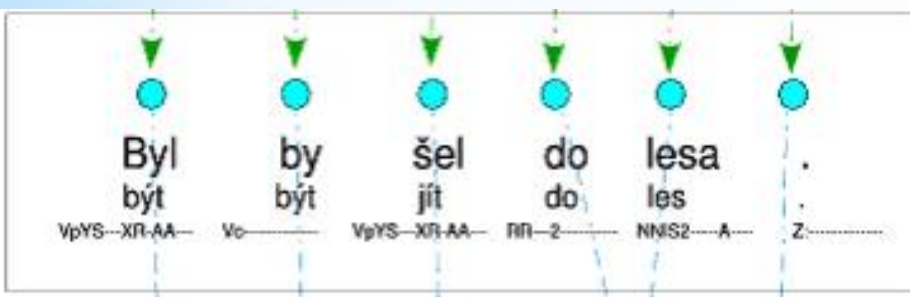 Byl by šel do lesa .
být být jít do les .
VpYS---XR-AA--- Vc------------- VpYS---XR-AA--- RR--2---------- NNIS2-----A---- Z:-------------